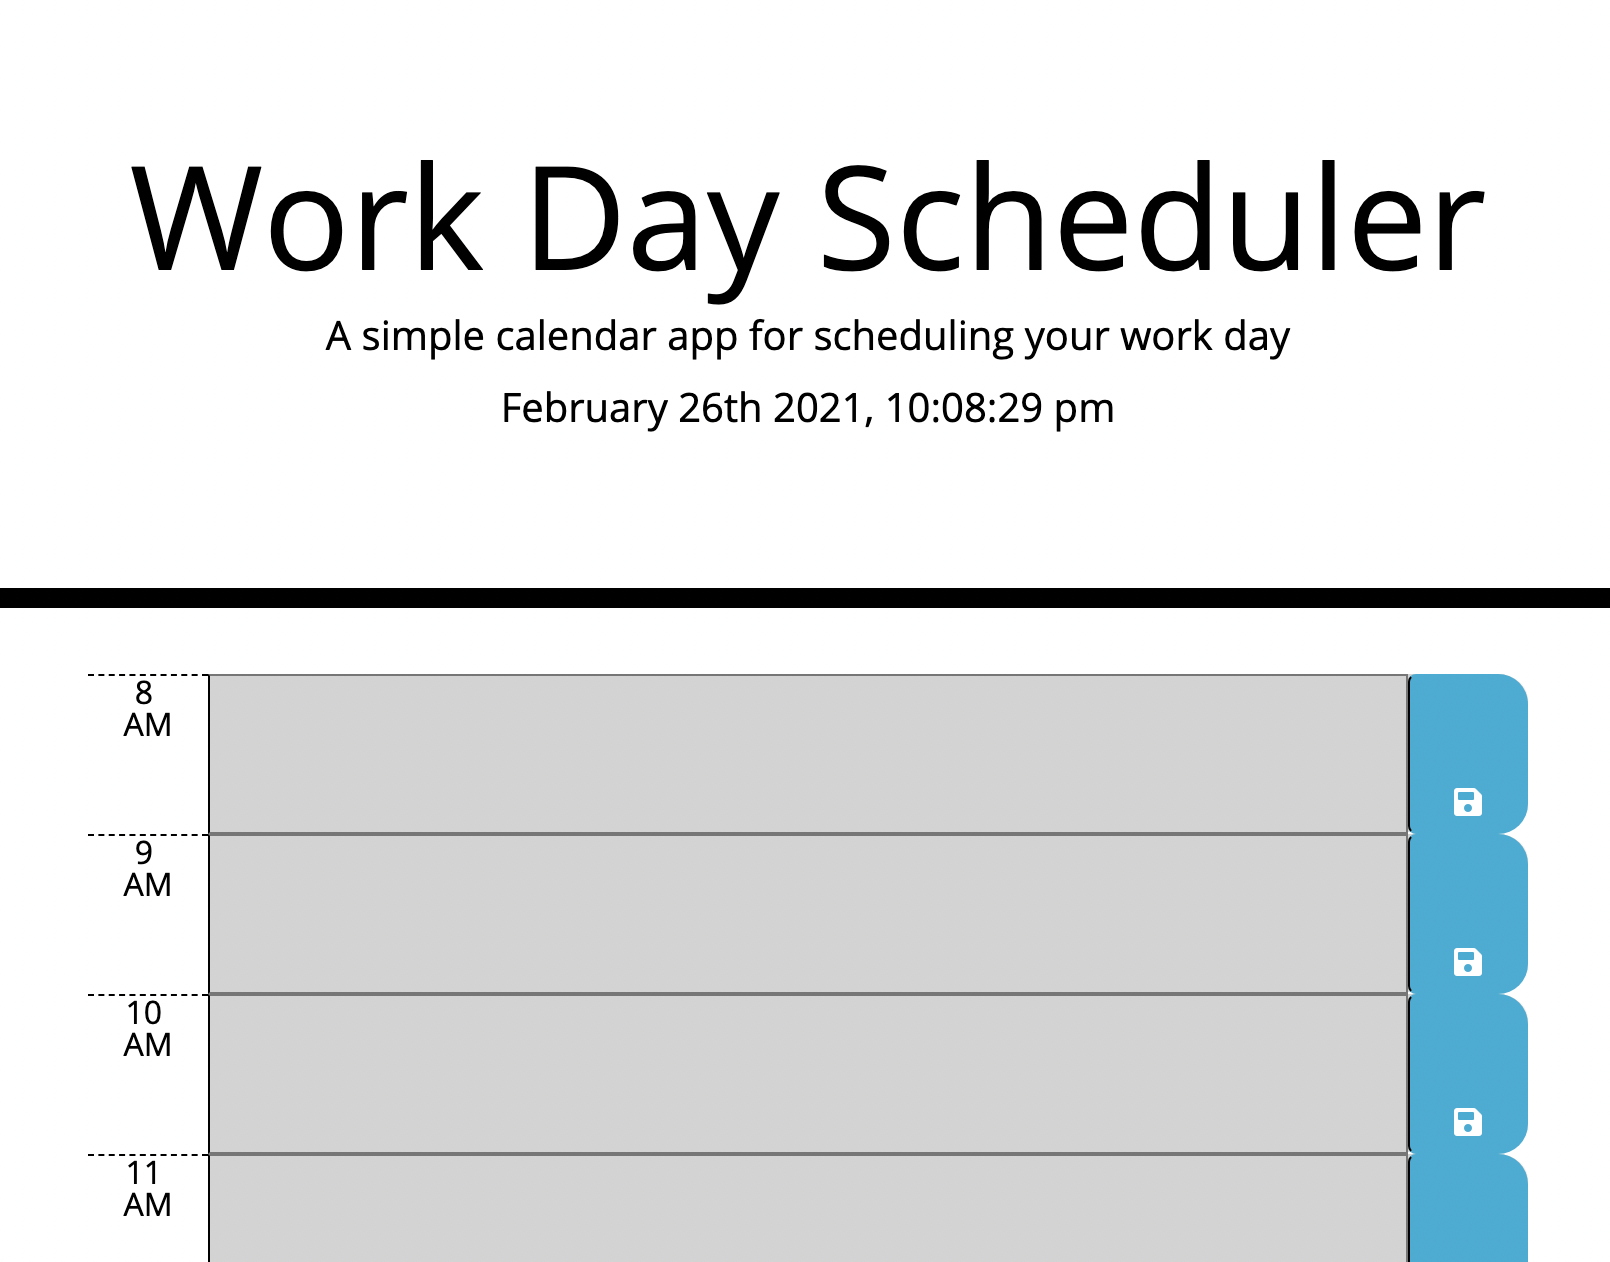 Work Day Scheduler
A simple calendar app for scheduling your work day
February 26th 2021, 10:08:29 pm
8
AM
9
AM
10
AM
11
AM